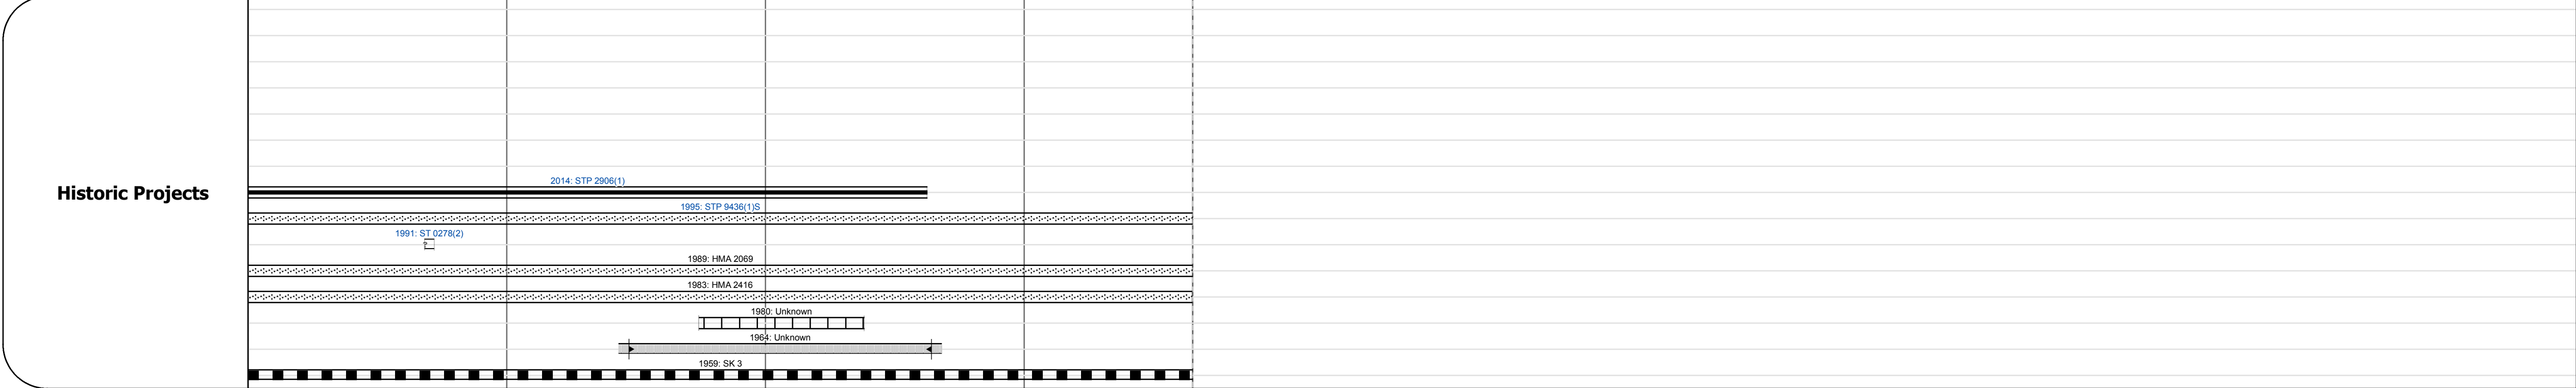 Historic Projects
2014: STP 2906(1)
1995: STP 9436(1)S
1991: ST 0278(2)
?
1989: HMA 2069
1983: HMA 2416
1980: Unknown
1964: Unknown
1959: SK 3